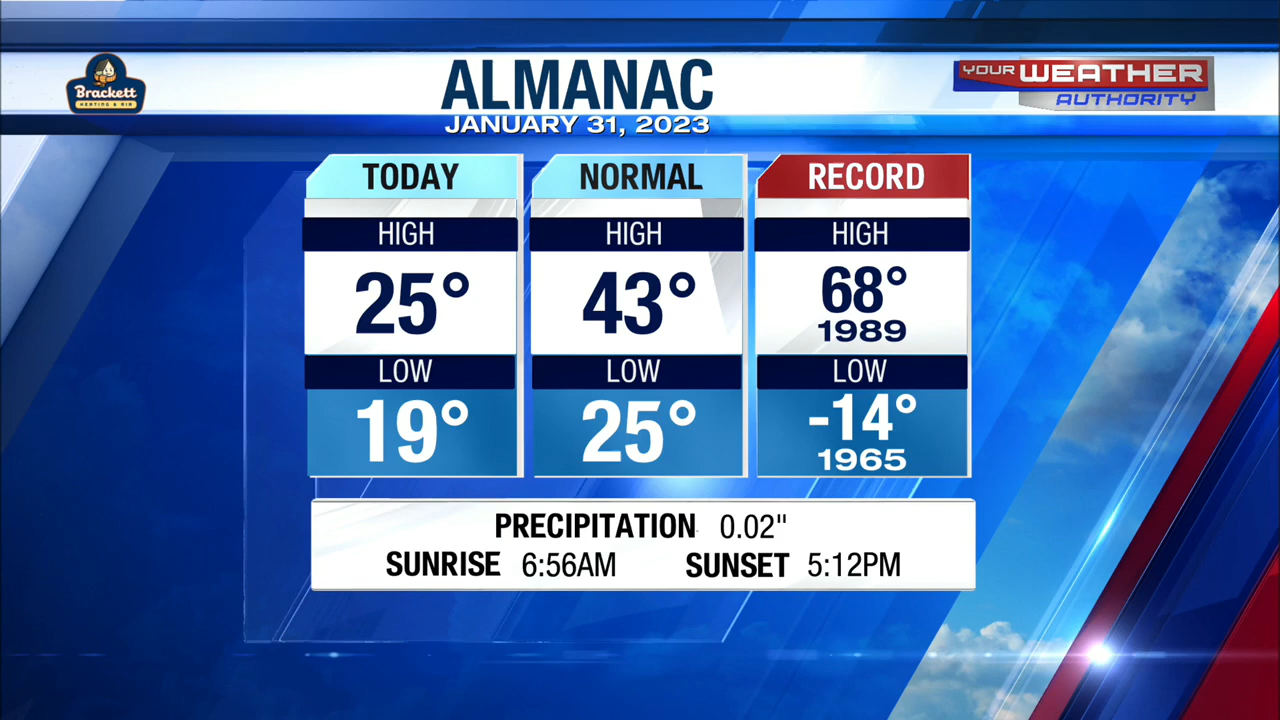 Brackett
HEATING & AIR
ALMANAC
JANUARY 31, 2023
YOUR WEATHER
AUTHORITY
TODAY
HIGH
25°
LOW
19°
NORMAL
HIGH
43°
LOW
25°
RECORD
HIGH
68°
1989
LOW
-14°
1965
PRECIPITATION 0.02"
SUNRISE 6:56AM SUNSET 5:12PM